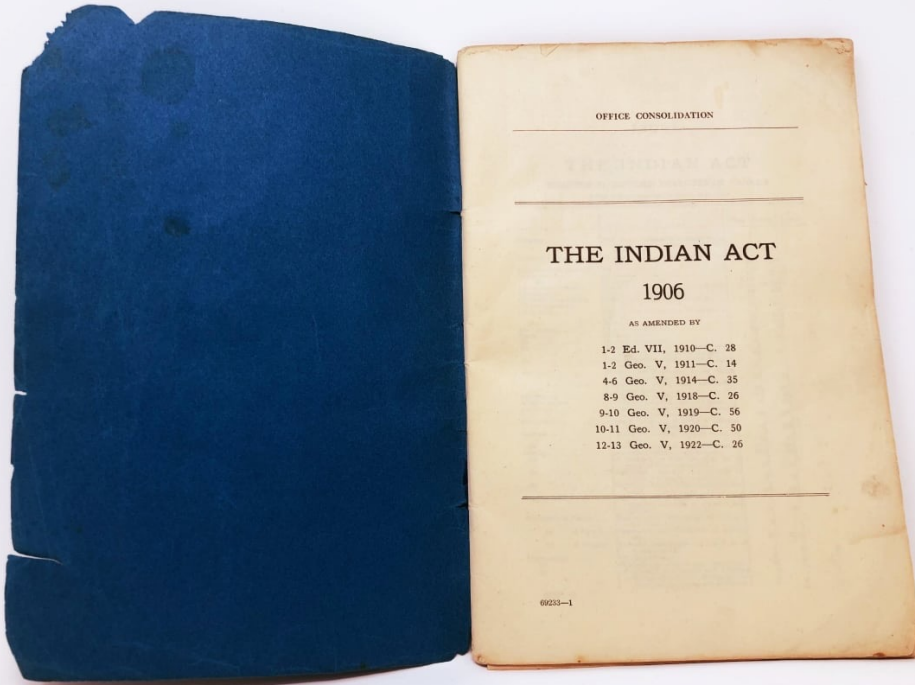 OFFICE CONSOLIDATION
THE INDIAN ACT
1906
AS AMENDED BY
1-2 Ed. VII, 1910—C. 28
1-2 Geo. V, 1911—C. 14
4-6 Geo. V, 1914—C. 35
8-9 Geo. V, 1918—C. 26
9-10 Geo. V, 1919—C. 56
10-11 Geo. V, 1920—C. 50
12-13 Geo. V, 1922—C. 26
69233—1